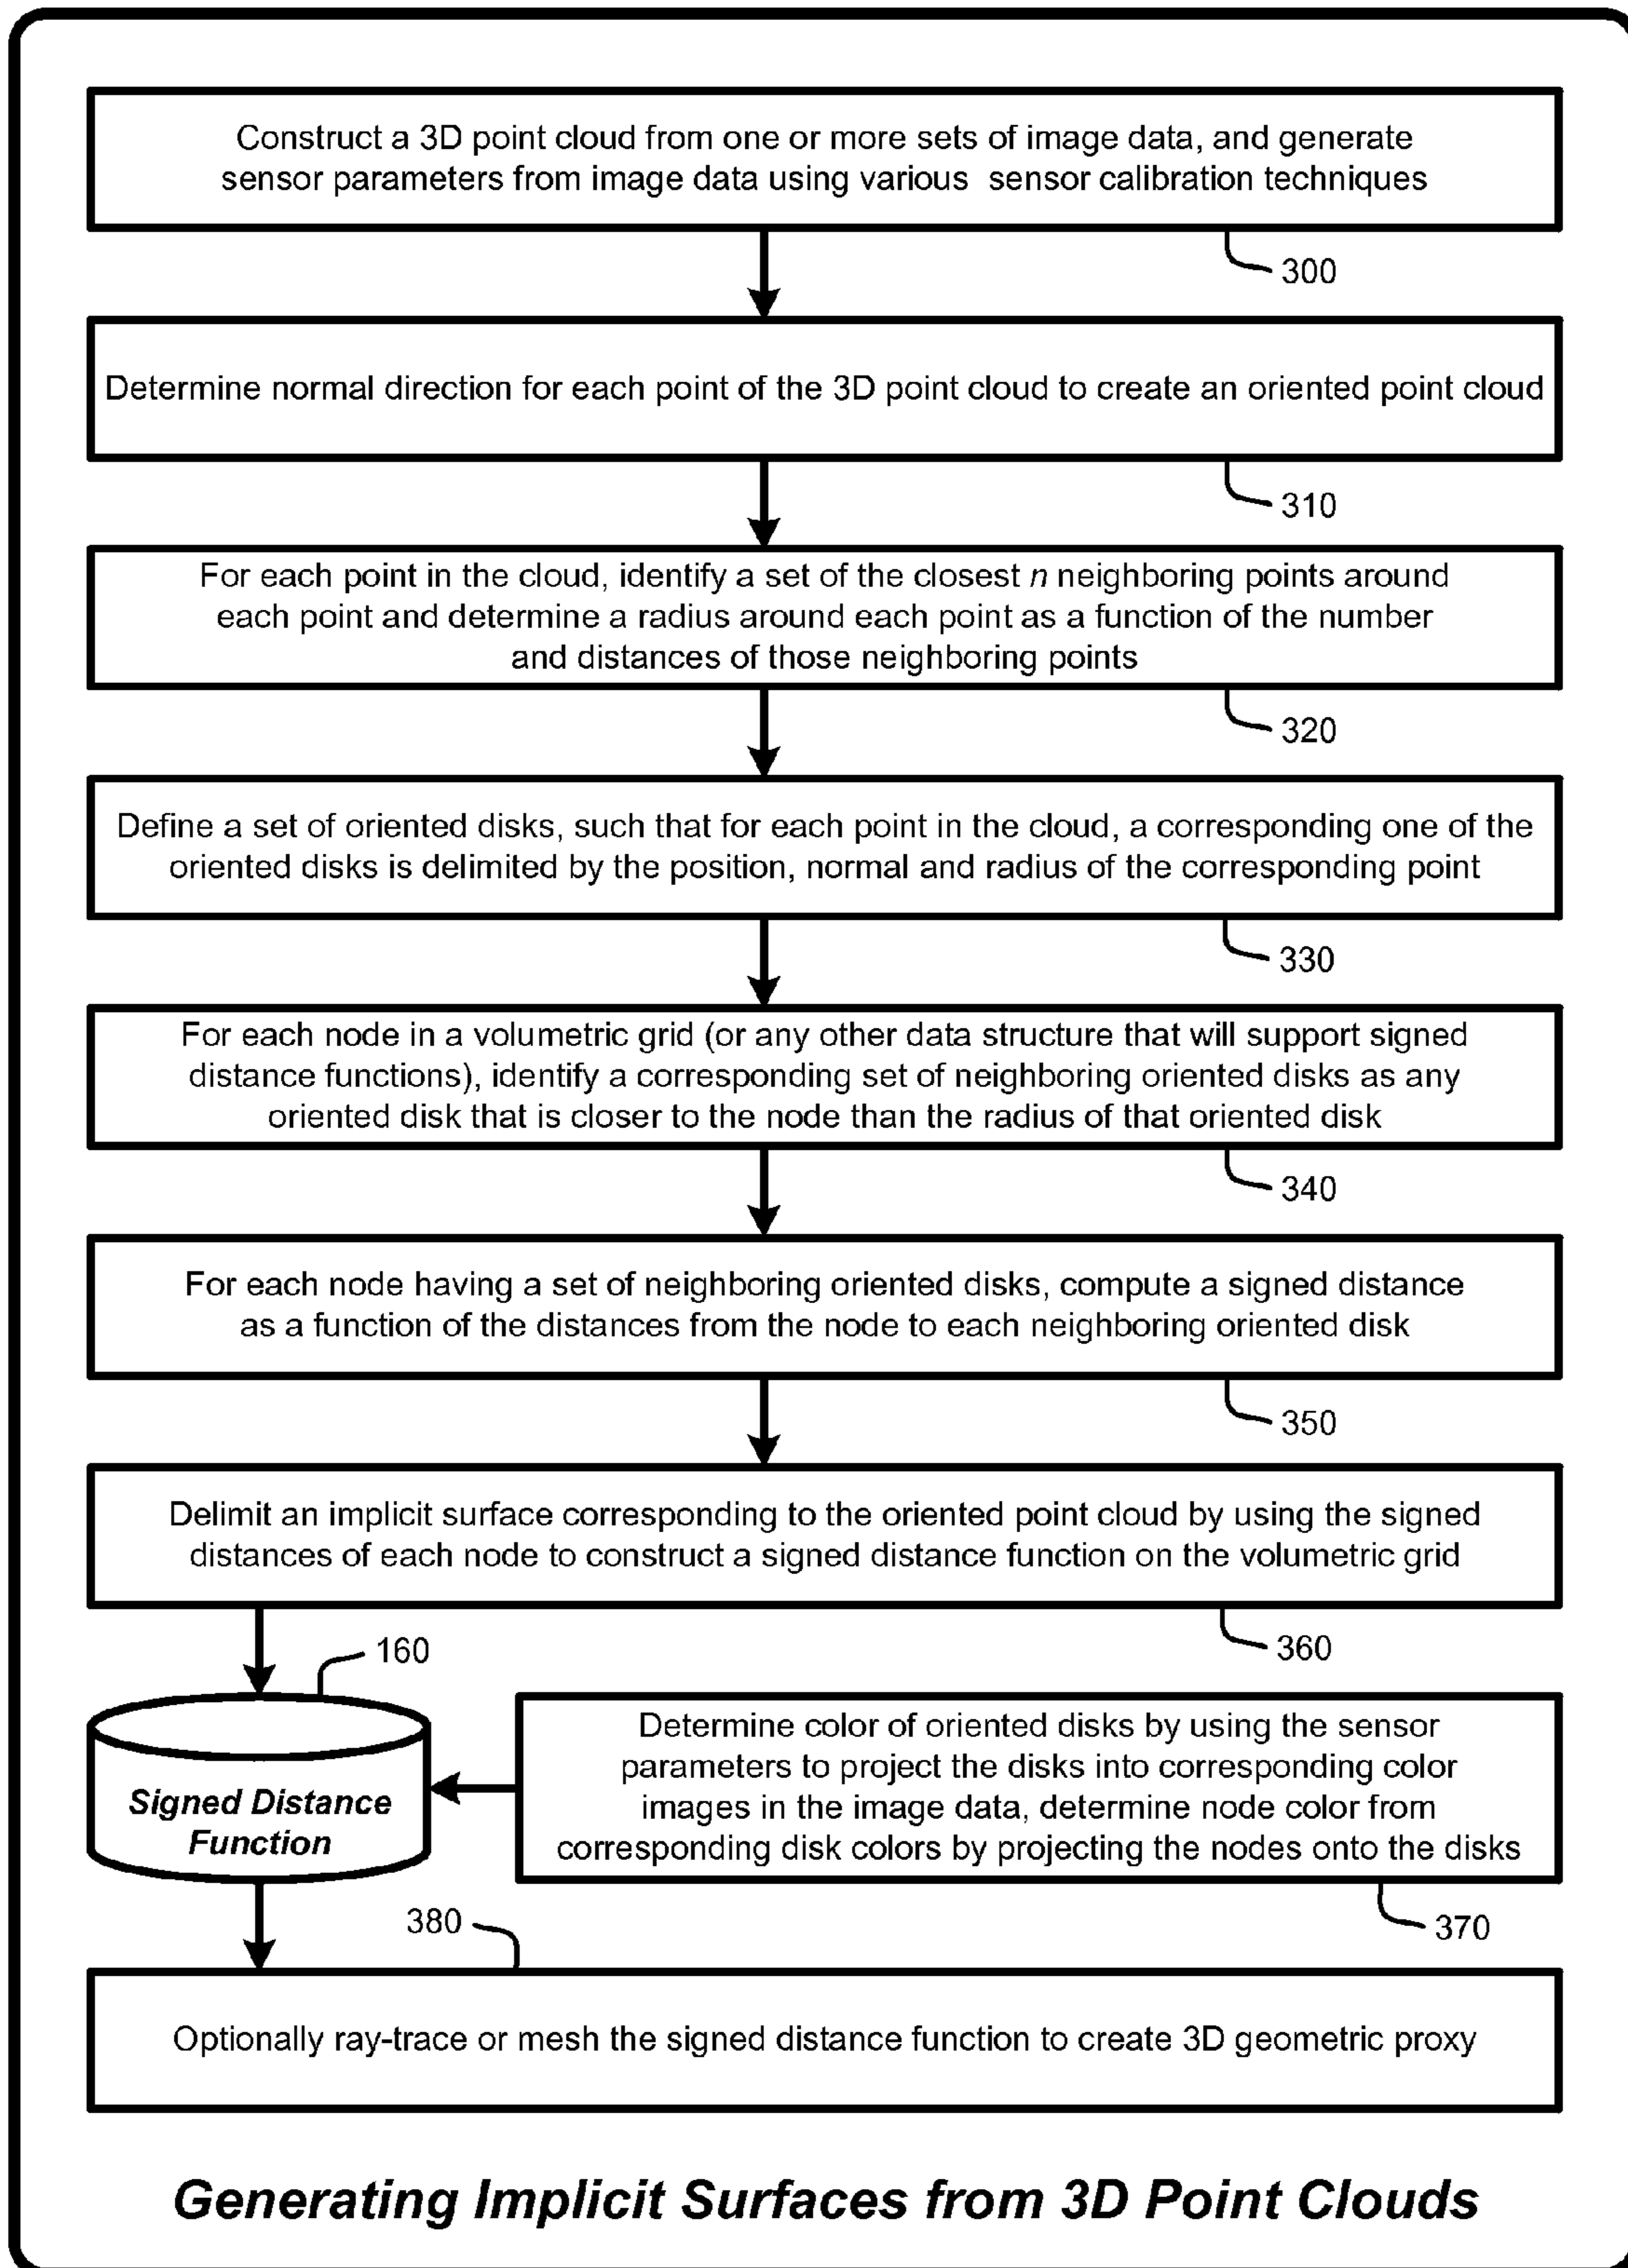 Construct a 3D point cloud from one or more sets of image data, and generate
sensor parameters from image data using various sensor calibration techniques
300
Determine normal direction for each point of the 3D point cloud to create an oriented point cloud
310
For each point in the cloud, identify a set of the closest n neighboring points around
each point and determine a radius around each point as a function of the number
and distances of those neighboring points
320
Define a set of oriented disks, such that for each point in the cloud, a corresponding one of the
oriented disks is delimited by the position, normal and radius of the corresponding point
330
For each node in a volumetric grid (or any other data structure that will support signed
distance functions), identify a corresponding set of neighboring oriented disks as any
oriented disk that is closer to the node than the radius of that oriented disk
340
For each node having a set of neighboring oriented disks, compute a signed distance
as a function of the distances from the node to each neighboring oriented disk
350
Delimit an implicit surface corresponding to the oriented point cloud by using the signed
distances of each node to construct a signed distance function on the volumetric grid
360
160
Signed Distance
Function
Determine color of oriented disks by using the sensor
parameters to project the disks into corresponding color
images in the image data, determine node color from
corresponding disk colors by projecting the nodes onto the disks
370
380
Optionally ray-trace or mesh the signed distance function to create 3D geometric proxy
Generating Implicit Surfaces from 3D Point Clouds